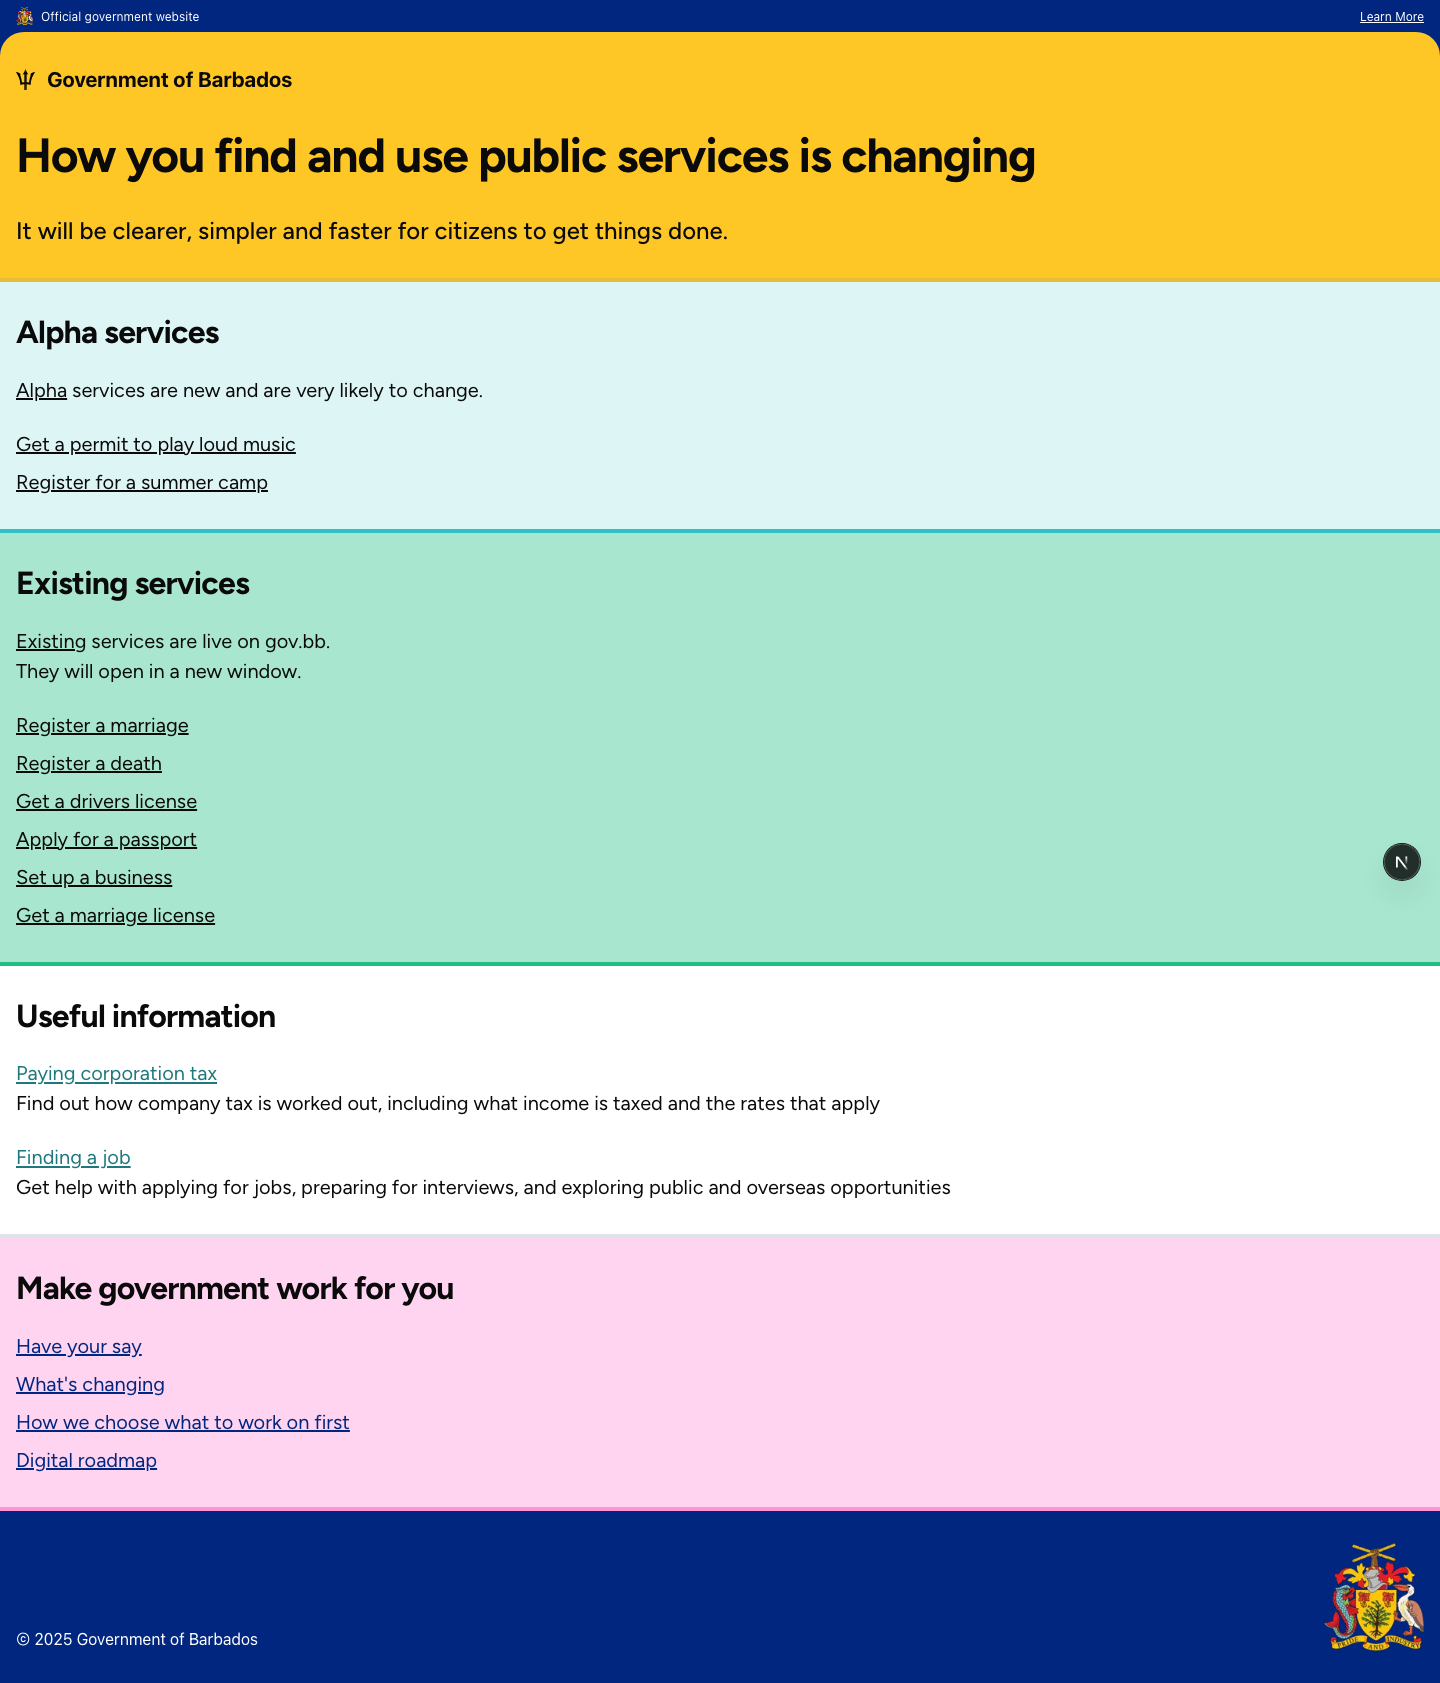 Official government website
Learn More
Government of Barbados
How you find and use public services is changing
It will be clearer, simpler and faster for citizens to get things done.
Alpha services
Alpha services are new and are very likely to change.
Get a permit to play loud music
Register for a summer camp
Existing services
Existing services are live on gov.bb.
They will open in a new window.
Register a marriage
Register a death
Get a drivers license
Apply for a passport
Set up a business
Get a marriage license
N
Useful information
Paying corporation tax
Find out how company tax is worked out, including what income is taxed and the rates that apply
Finding a job
Get help with applying for jobs, preparing for interviews, and exploring public and overseas opportunities
Make government work for you
Have your say
What's changing
How we choose what to work on first
Digital roadmap
PRIDE AND INDUSTRY
© 2025 Government of Barbados